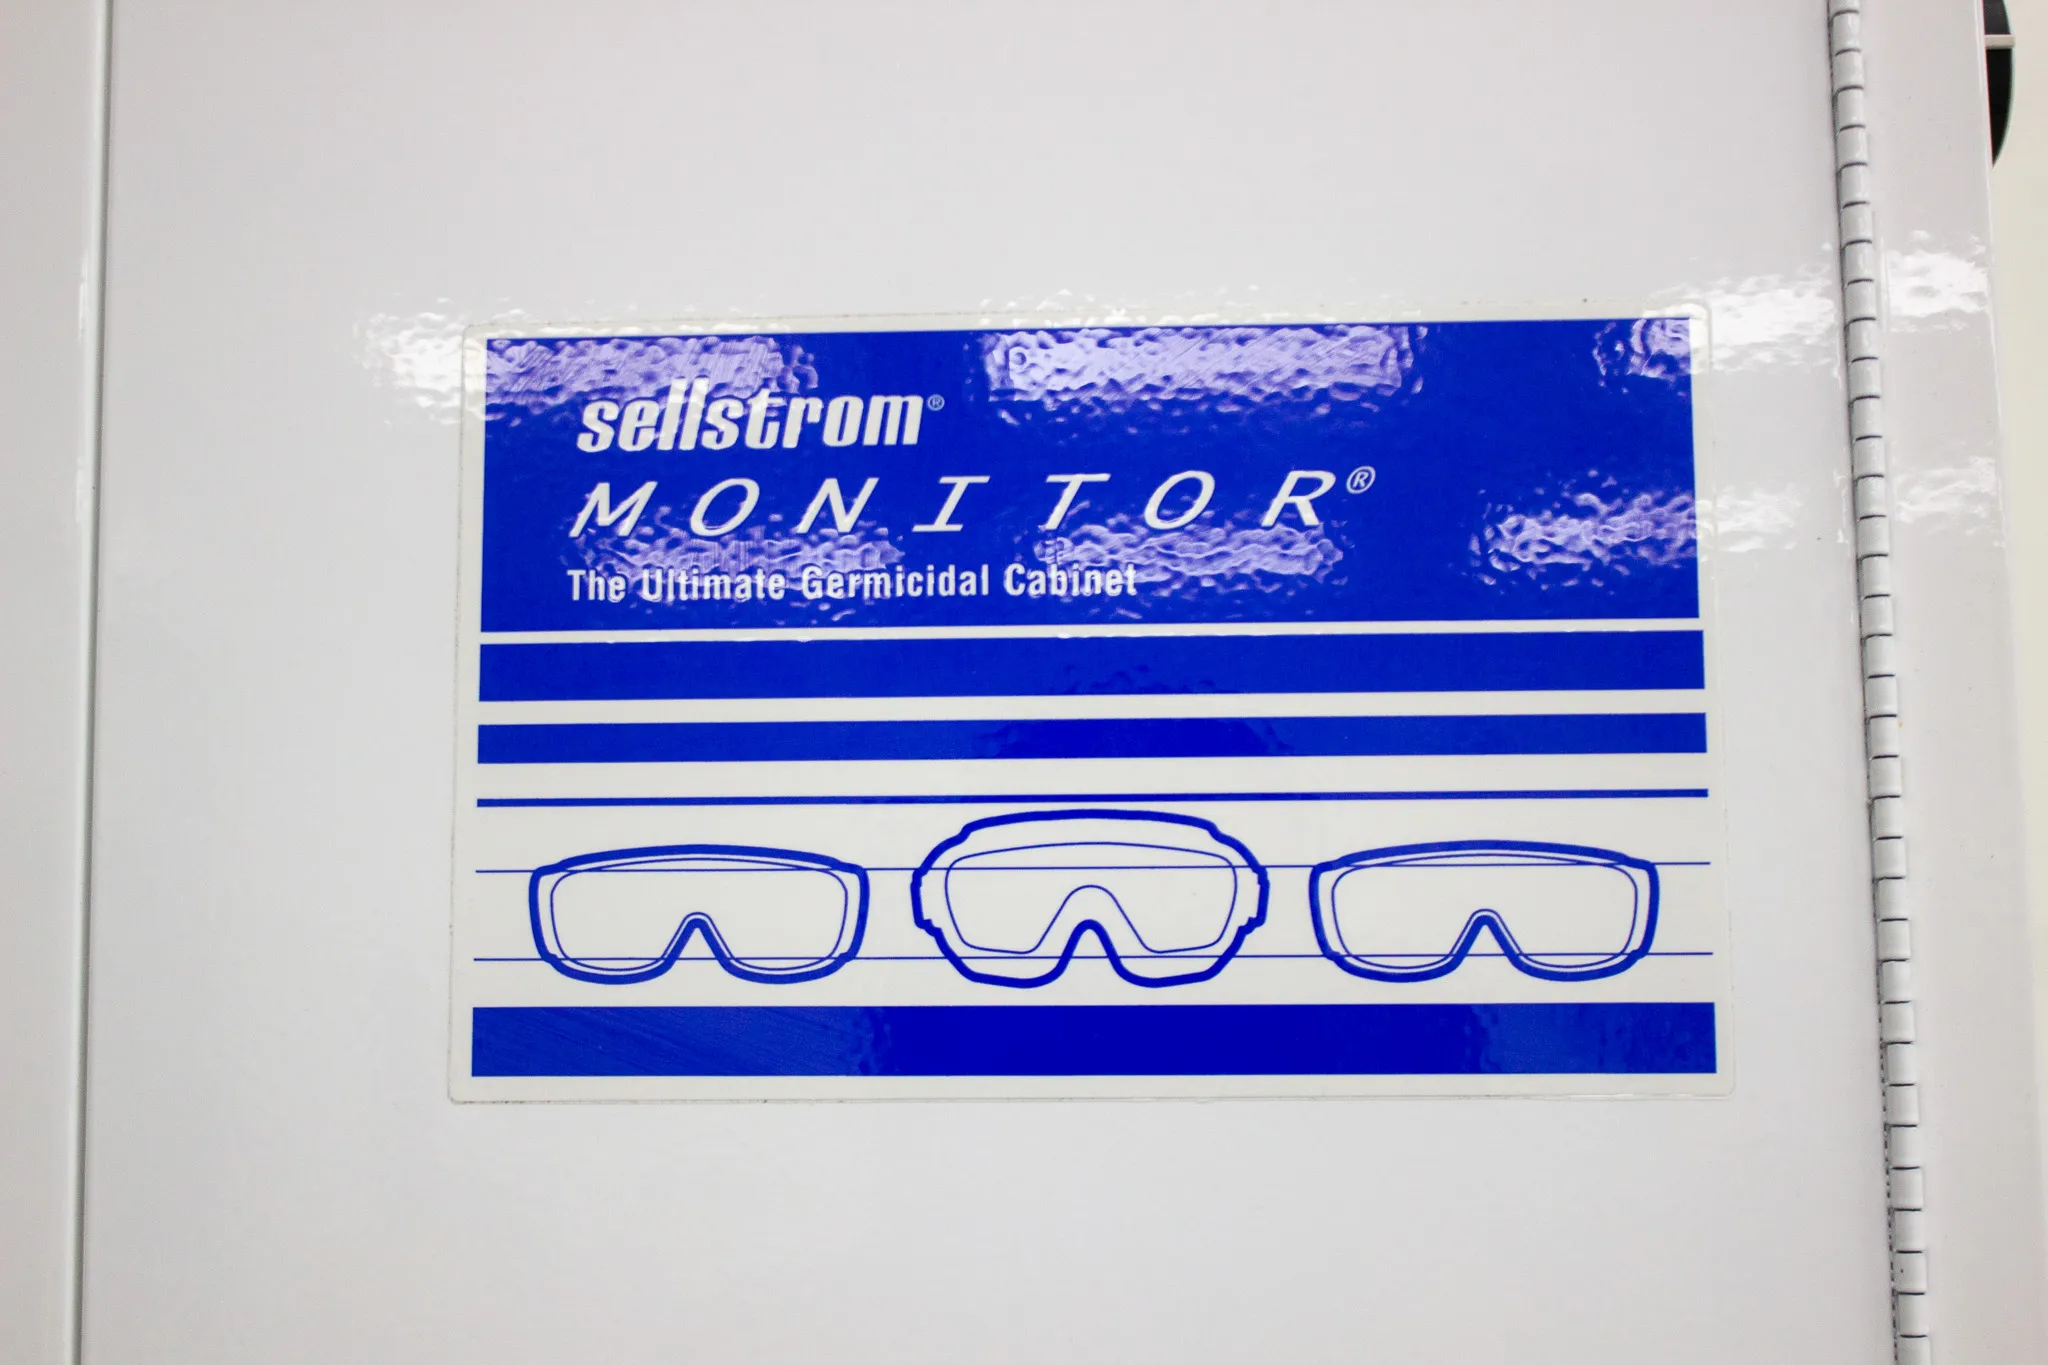 sellstrom®
MONITOR®
The Ultimate Germicidal Cabinet